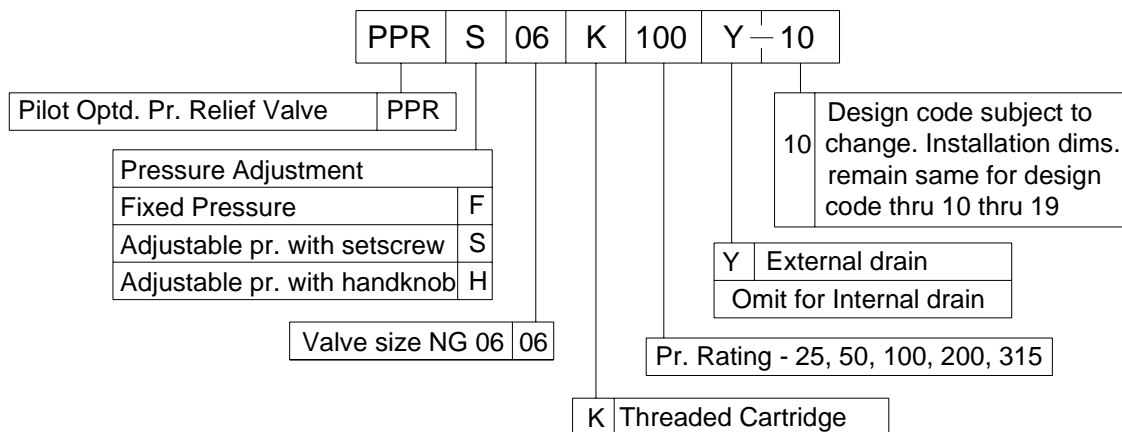 PPR S 06 K 100 Y – 10
Pilot Optd. Pr. Relief Valve PPR
Pressure Adjustment
Fixed Pressure F
Adjustable pr. with setscrew S
Adjustable pr. with handknob H
Valve size NG 06 06
K Threaded Cartridge
Pr. Rating - 25, 50, 100, 200, 315
Y External drain
Omit for Internal drain
10 Design code subject to
change. Installation dims.
remain same for design
code thru 10 thru 19